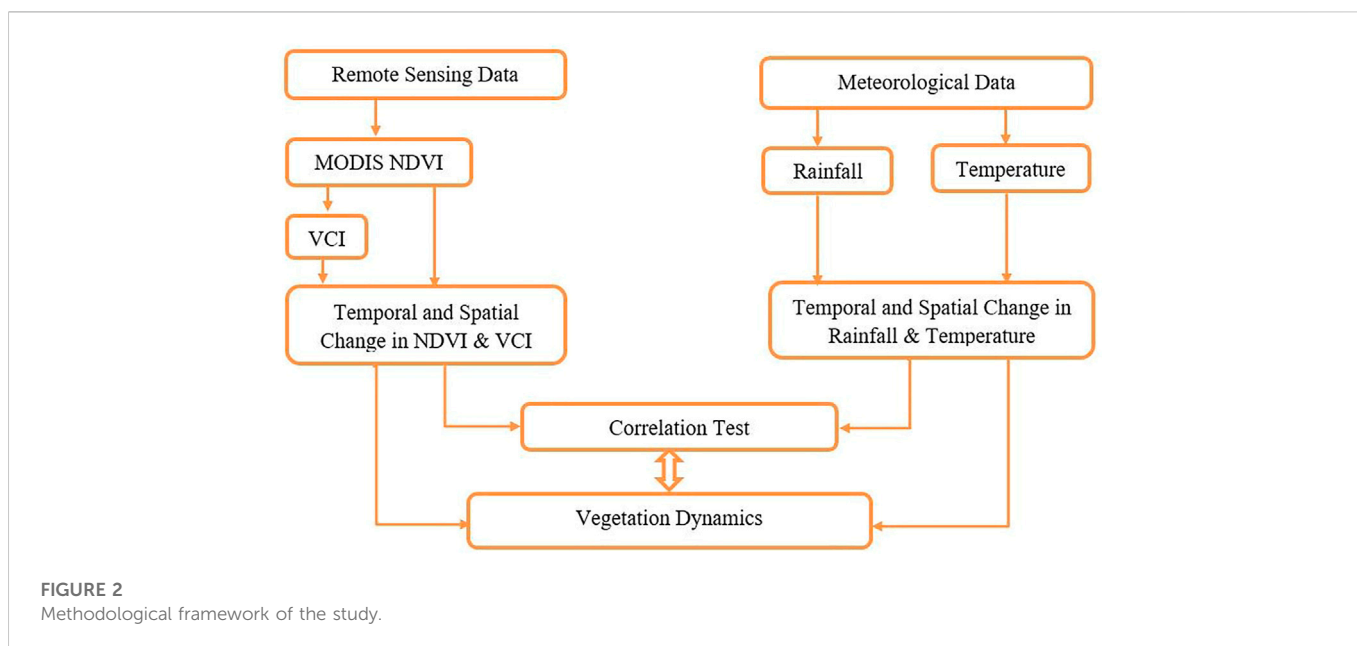 Remote Sensing Data
Meteorological Data
MODIS NDVI
Rainfall
Temperature
VCI
Temporal and Spatial
Change in NDVI & VCI
Temporal and Spatial Change in
Rainfall & Temperature
Correlation Test
Vegetation Dynamics
FIGURE 2
Methodological framework of the study.